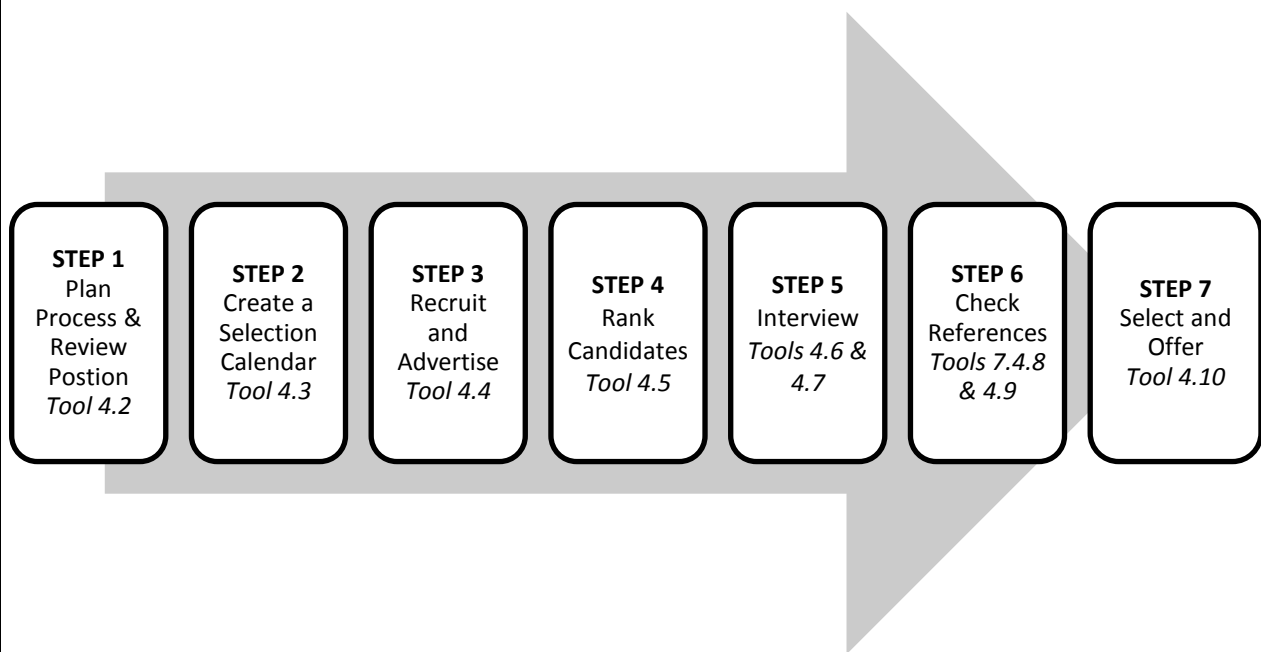 STEP 1
Plan
Process &
Review
Postion
Tool 4.2
STEP 2
Create a
Selection
Calendar
Tool 4.3
STEP 3
Recruit
and
Advertise
Tool 4.4
STEP 4
Rank
Candidates
Tool 4.5
STEP 5
Interview
Tools 4.6 &
4.7
STEP 6
Check
References
Tools 7.4.8
& 4.9
STEP 7
Select and
Offer
Tool 4.10